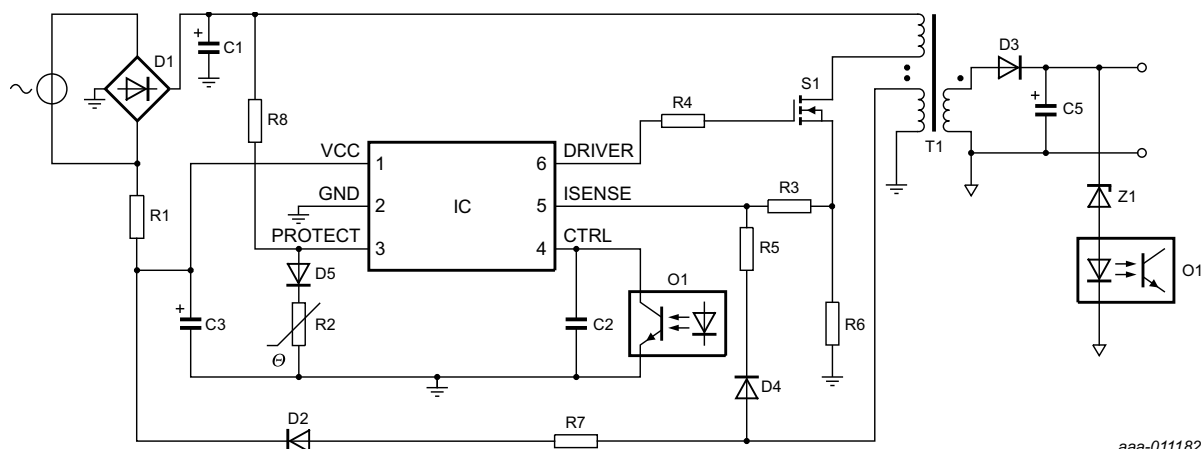 D1
+
C1
~
R8
R1
VCC
1
GND
2
PROTECT
3
IC
6
DRIVER
5
ISENSE
4
CTRL
R4
S1
R3
R5
R6
T1
D3
+
C5
Z1
O1
D5
R2
Θ
+
C3
C2
O1
D4
D2
R7
aaa-011182